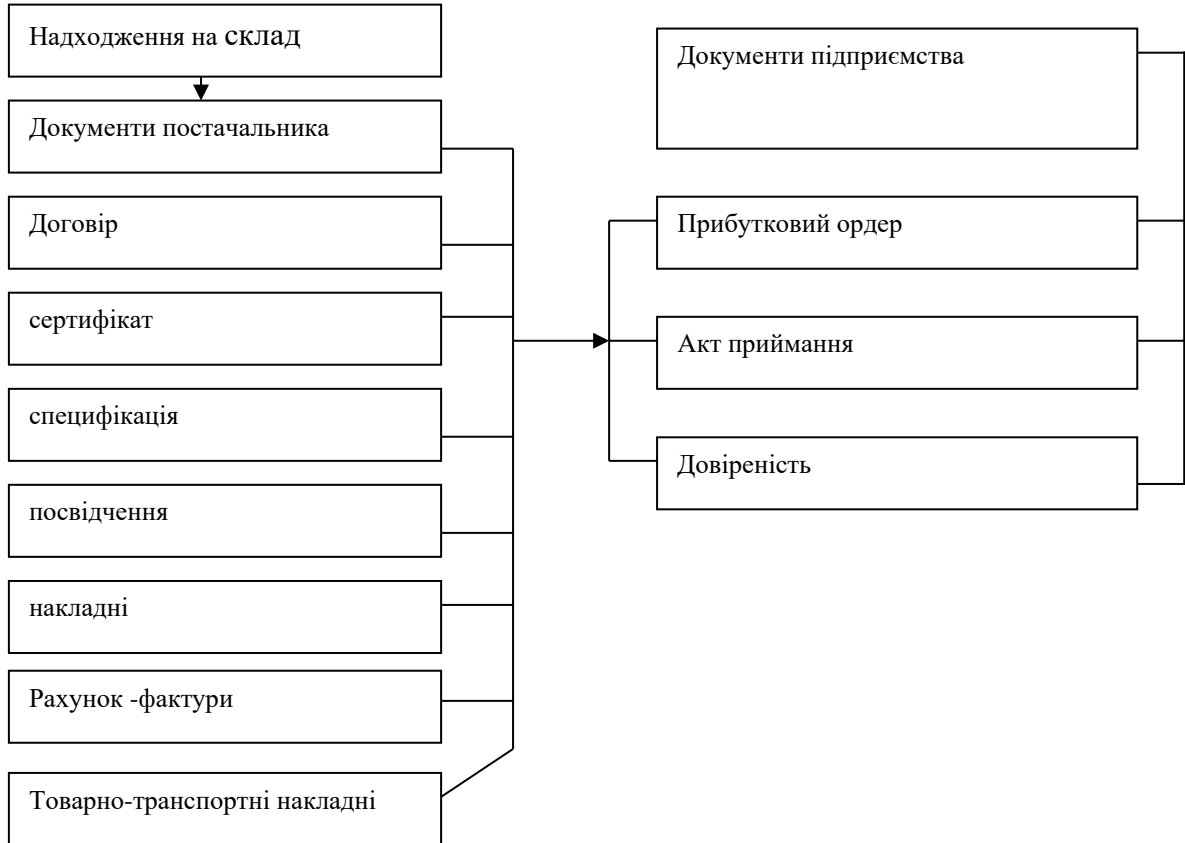 Надходження на склад
Документи постачальника
Договір
сертифікат
специфікація
посвідчення
накладні
Рахунок -фактури
Товарно-транспортні накладні
Документи підприємства
Прибутковий ордер
Акт приймання
Довіреність